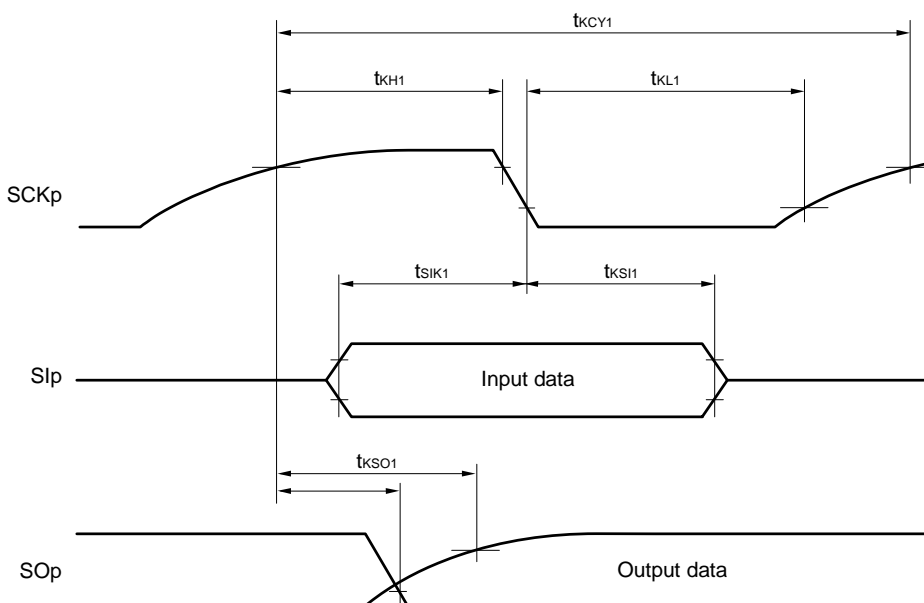 tKCY1
tKH1
tKL1
SCKp
tSIK1
tKSI1
SIp
Input data
tKSO1
SOp
Output data